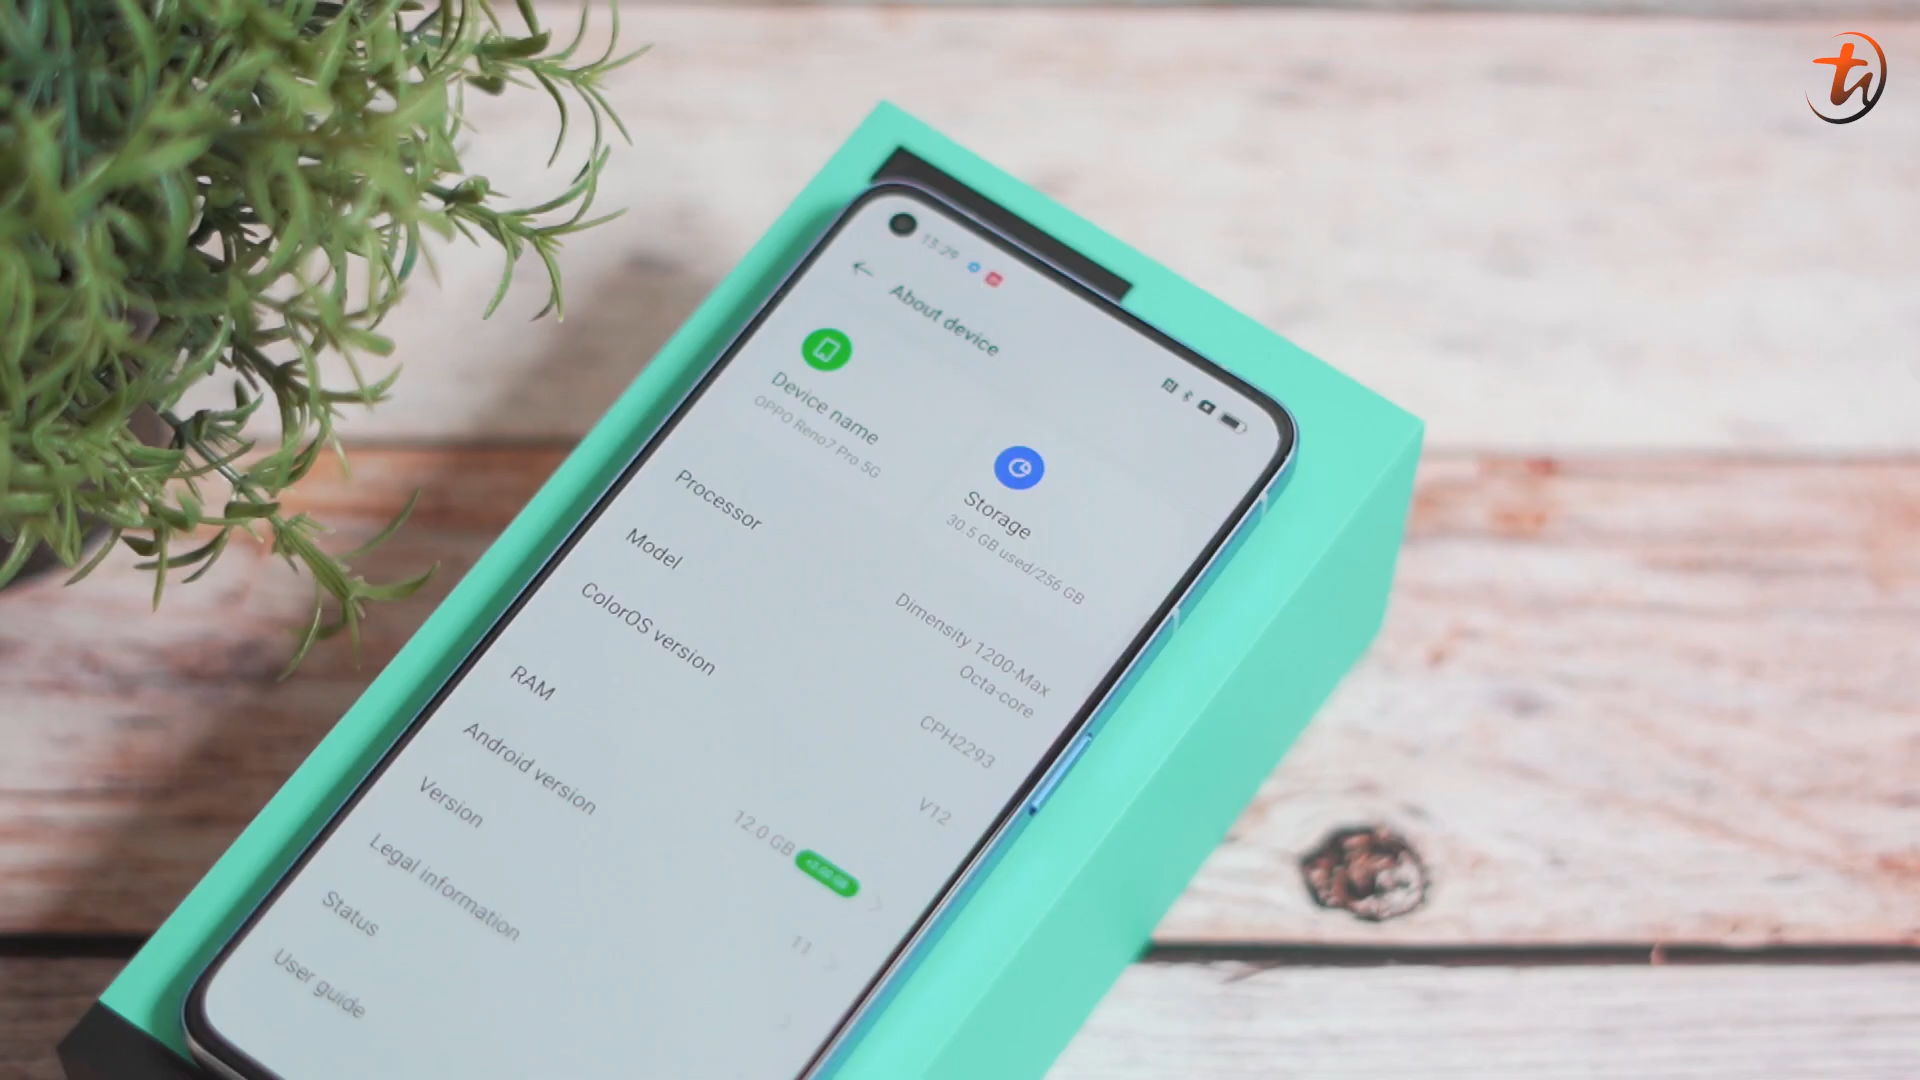 13:29
About device
Device name
OPPO Reno7 Pro 5G
Storage
30.5 GB used/256 GB
Processor
Dimensity 1200-Max
Octa-core
Model
CPH2293
ColorOS version
V12
RAM
12.0 GB
Android version
11
Version
Legal information
Status
User guide